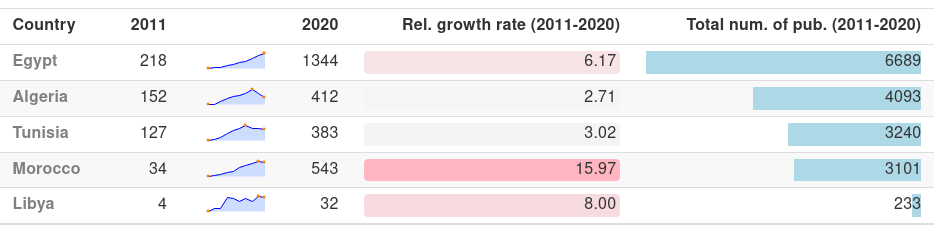 Country 2011 2020 Rel. growth rate (2011-2020) Total num. of pub. (2011-2020)
Egypt 218 1344 6.17 6689
Algeria 152 412 2.71 4093
Tunisia 127 383 3.02 3240
Morocco 34 543 15.97 3101
Libya 4 32 8.00 233